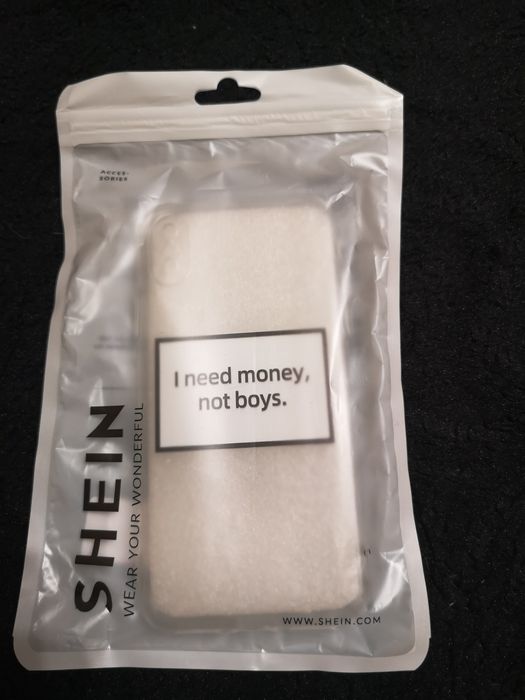 ACCES-
SORIES
I need money,
not boys.
SHEIN
WEAR YOUR WONDERFUL
WWW.SHEIN.COM